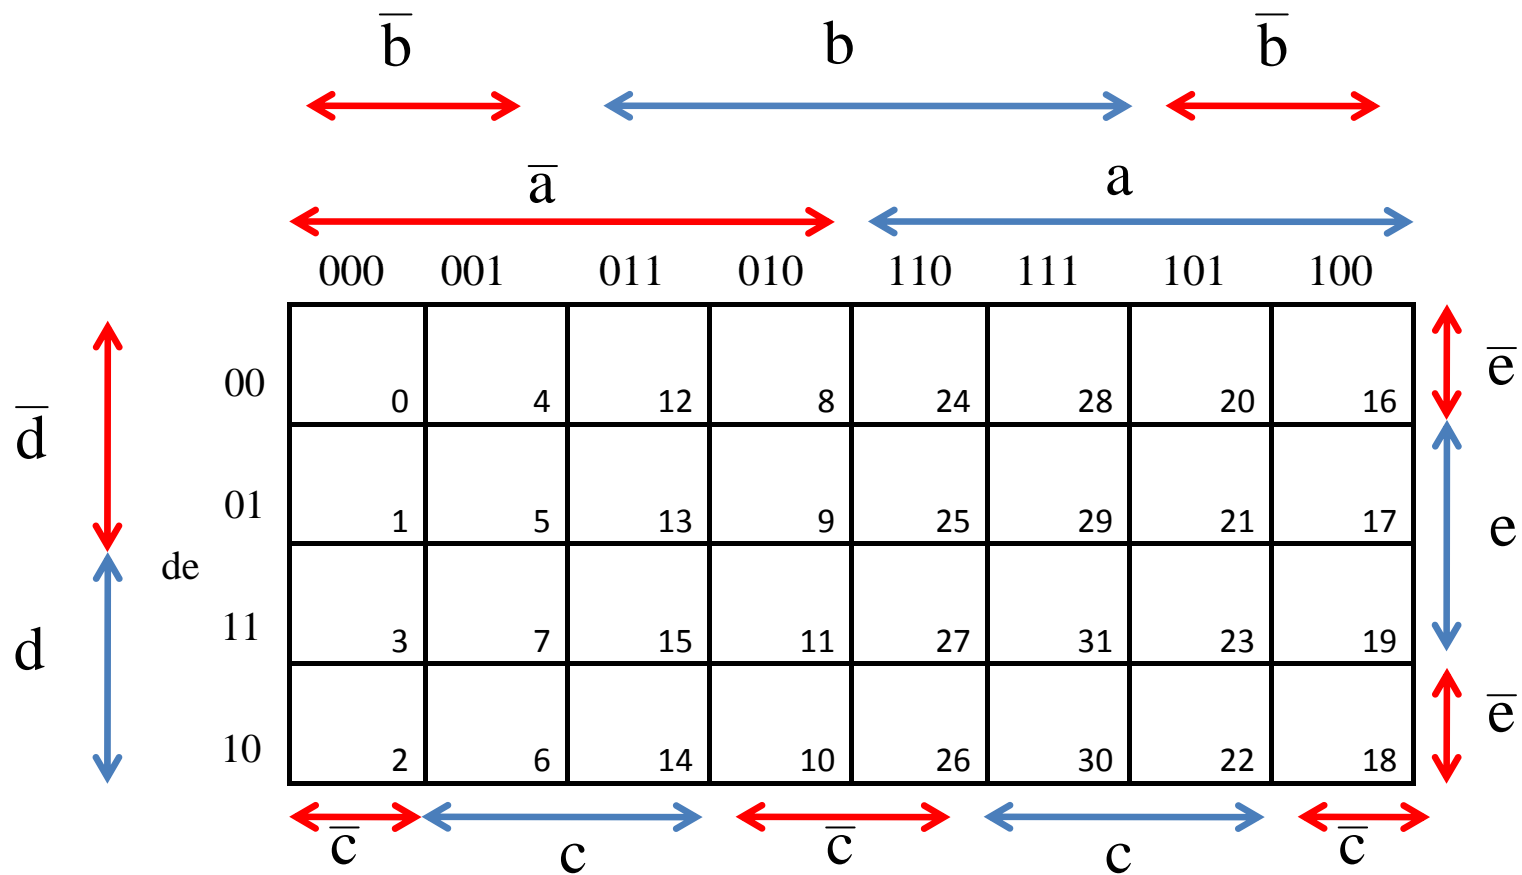 b̅ b b̅
a̅ a
000 001 011 010 110 111 101 100
00 0 4 12 8 24 28 20 16 e̅
d̅
01 1 5 13 9 25 29 21 17
e
de
11 3 7 15 11 27 31 23 19
d
10 2 6 14 10 26 30 22 18 e̅
c̅ c c̅ c c̅